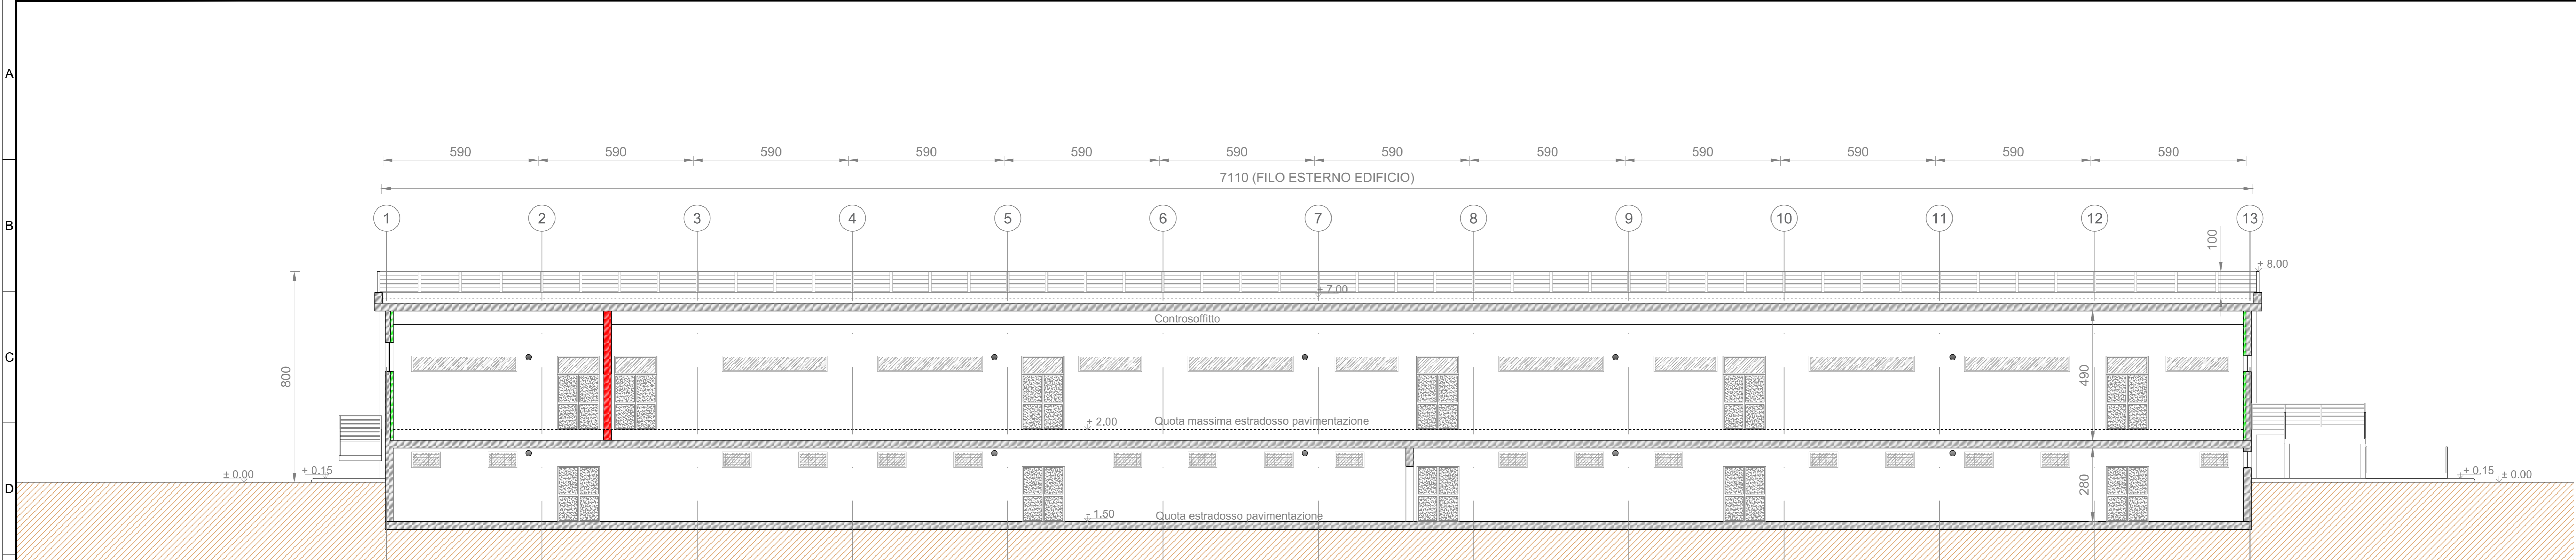 A
590 590 590 590 590 590 590 590 590 590 590 590
7110 (FILO ESTERNO EDIFICIO)
B
1 2 3 4 5 6 7 8 9 10 11 12 13
100
+ 8.00
+ 7.00
Controsoffitto
C
800
490
+ 2.00
Quota massima estradosso pavimentazione
± 0.00
+ 0.15
+ 0.15
± 0.00
D
280
- 1.50
Quota estradosso pavimentazione